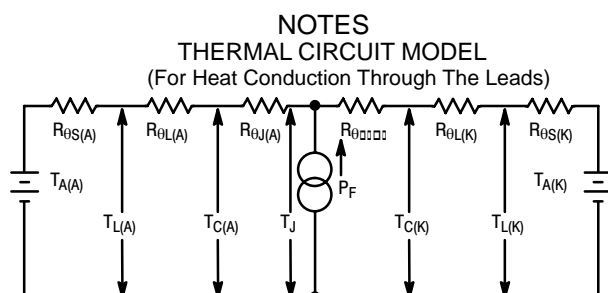 NOTES
THERMAL CIRCUIT MODEL
(For Heat Conduction Through The Leads)
RθS(A) RθL(A) RθJ(A) RθL(K) RθS(K)
TA(A) PF TA(K)
TL(A) TC(A) TJ TC(K) TL(K)